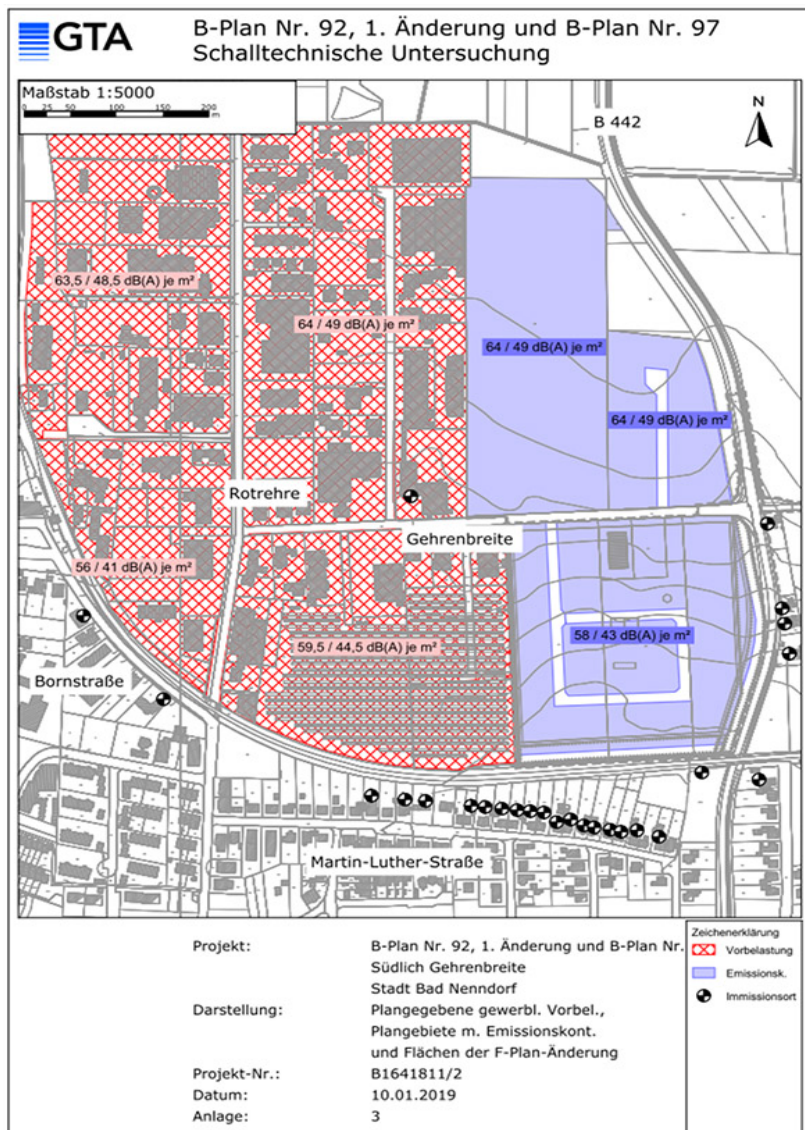 GTA
B-Plan Nr. 92, 1. Änderung und B-Plan Nr. 97
Schalltechnische Untersuchung
Maßstab 1:5000
0 25 50 100 150 200
m
B 442
N
63,5 / 48,5 dB(A) je m²
64 / 49 dB(A) je m²
64 / 49 dB(A) je m²
64 / 49 dB(A) je m²
Rotrehre
Gehrenbreite
56 / 41 dB(A) je m²
59,5 / 44,5 dB(A) je m²
58 / 43 dB(A) je m²
Bornstraße
Martin-Luther-Straße
Projekt: B-Plan Nr. 92, 1. Änderung und B-Plan Nr.
Südlich Gehrenbreite
Stadt Bad Nenndorf
Darstellung: Plangegebene gewerbl. Vorbel.,
Plangebiete m. Emissionskont.
und Flächen der F-Plan-Änderung
Projekt-Nr.: B1641811/2
Datum: 10.01.2019
Anlage: 3
Zeichenerklärung
Vorbelastung
Emissionsk.
Immissionsort